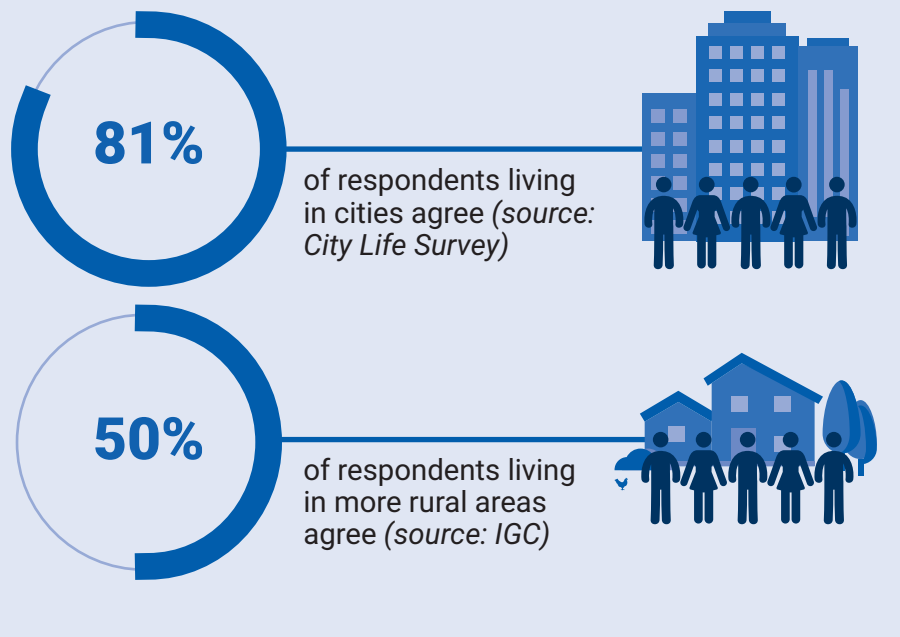 81%
of respondents living
in cities agree (source:
City Life Survey)
50%
of respondents living
in more rural areas
agree (source: IGC)